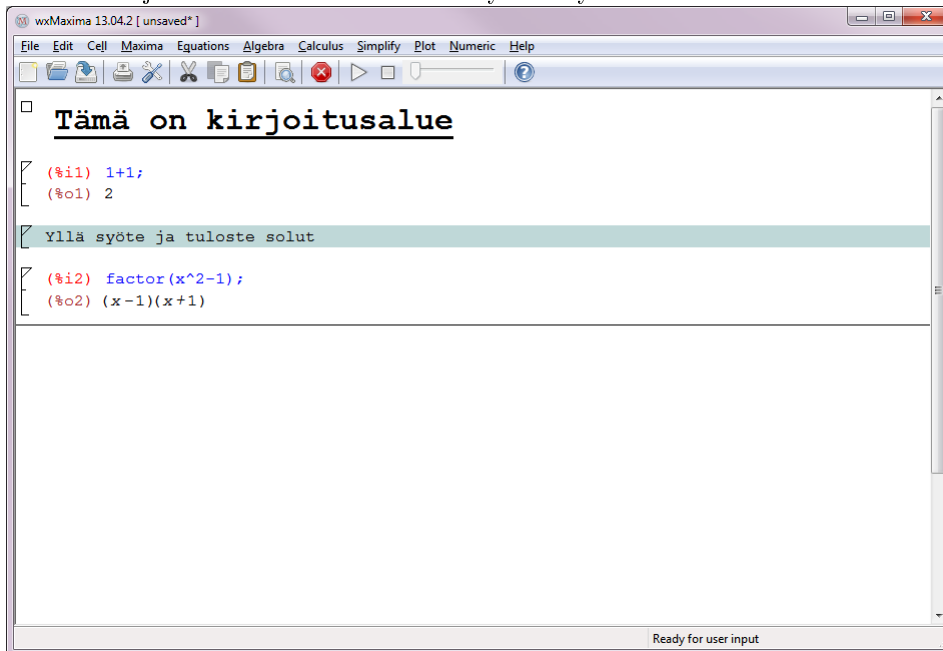 wxMaxima 13.04.2 [ unsaved* ]
File Edit Cell Maxima Equations Algebra Calculus Simplify Plot Numeric Help
Tämä on kirjoitusalue
(%i1) 1+1;
(%o1) 2
Yllä syöte ja tuloste solut
(%i2) factor(x^2-1);
(%o2) (x-1)(x+1)
Ready for user input